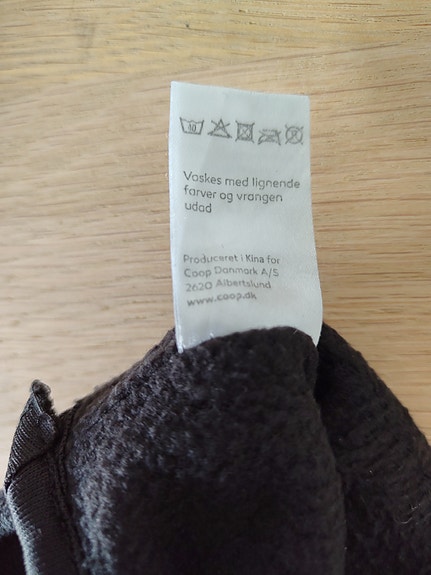 Vaskes med lignende
farver og vrangen
udad
Produceret i Kina for
Coop Danmark A/S
2620 Albertslund
www.coop.dk